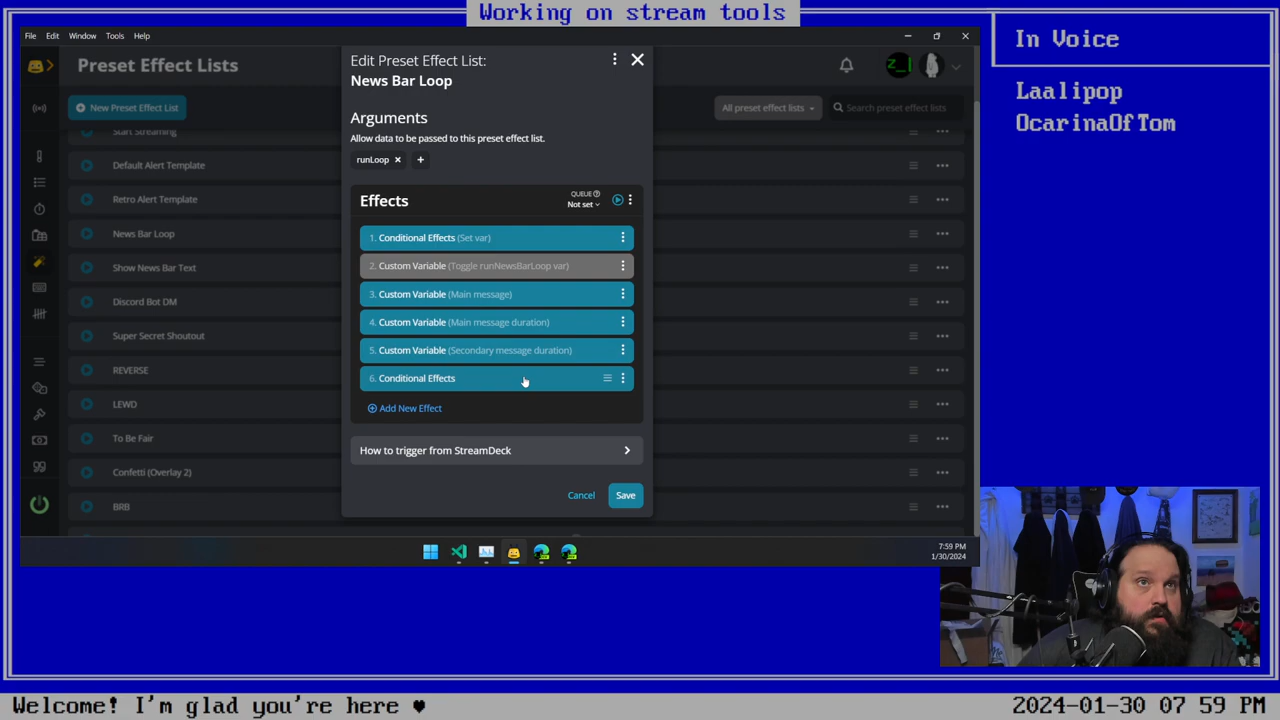 Working on stream tools
File Edit Window Tools Help
Preset Effect Lists
New Preset Effect List
All preset effect lists
Search preset effect lists
Start Streaming
Default Alert Template
Retro Alert Template
News Bar Loop
Show News Bar Text
Discord Bot DM
Super Secret Shoutout
REVERSE
LEWD
To Be Fair
Confetti (Overlay 2)
BRB
Edit Preset Effect List:
News Bar Loop
Arguments
Allow data to be passed to this preset effect list.
runLoop
Effects
QUEUE
Not set
1. Conditional Effects (Set var)
2. Custom Variable (Toggle runNewsBarLoop var)
3. Custom Variable (Main message)
4. Custom Variable (Main message duration)
5. Custom Variable (Secondary message duration)
6. Conditional Effects
Add New Effect
How to trigger from StreamDeck
Cancel Save
7:59 PM
1/30/2024
In Voice
Laalipop
OcarinaOfTom
Welcome! I'm glad you're here ♥
2024-01-30 07 59 PM